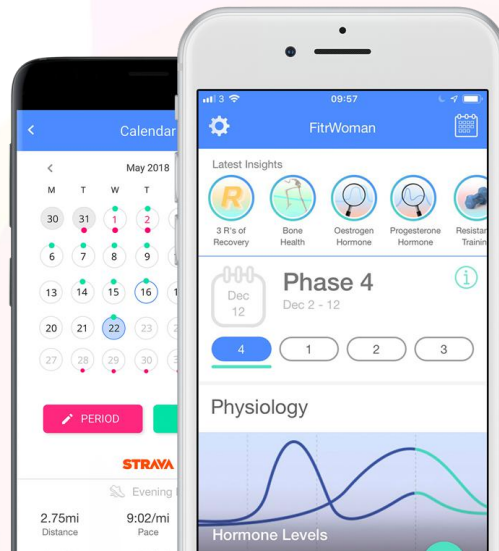 Calendar
May 2018
M T W T
30 31 1 2
6 7 8 9
13 14 15 16
20 21 22 23
27 28 29 30
PERIOD
STRAVA
Evening
2.75mi 9:02/mi
Distance Pace
3 09:57
FitrWoman
Latest Insights
R
3 R's of Recovery
Bone Health
Oestrogen Hormone
Progesterone Hormone
Resistan
Trainin
Dec
12
Phase 4
Dec 2 - 12
i
4 1 2 3
Physiology
Hormone Levels